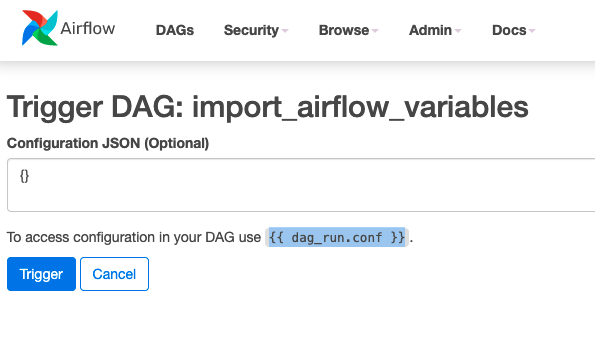 Airflow DAGs Security Browse Admin Docs
Trigger DAG: import_airflow_variables
Configuration JSON (Optional)
{}
To access configuration in your DAG use {{ dag_run.conf }}.
Trigger Cancel